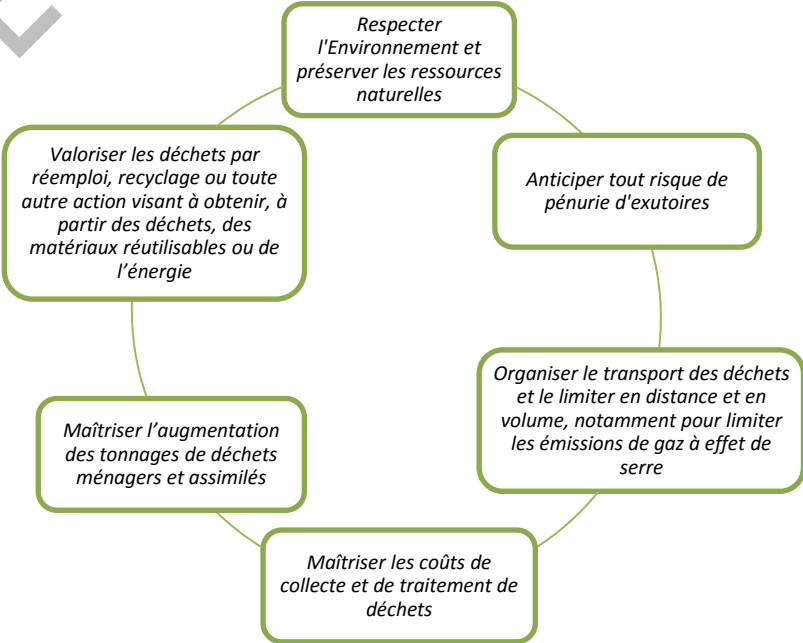 Respecter
l'Environnement et
préserver les ressources
naturelles
Anticiper tout risque de
pénurie d'exutoires
Organiser le transport des déchets
et le limiter en distance et en
volume, notamment pour limiter
les émissions de gaz à effet de
serre
Maîtriser les coûts de
collecte et de traitement de
déchets
Maîtriser l’augmentation
des tonnages de déchets
ménagers et assimilés
Valoriser les déchets par
réemploi, recyclage ou toute
autre action visant à obtenir, à
partir des déchets, des
matériaux réutilisables ou de
l’énergie